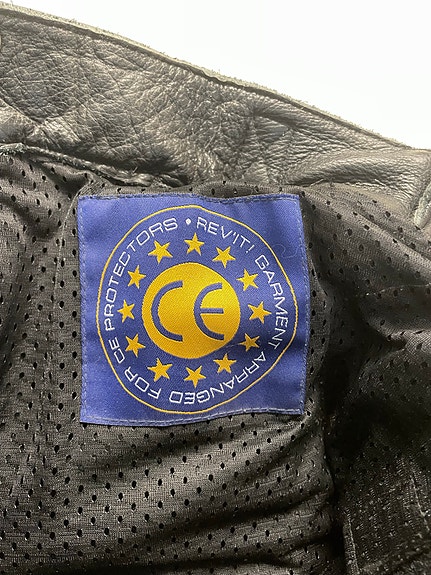 REV'IT! GARMENT ARRANGED FOR CE PROTECTORS •
CE